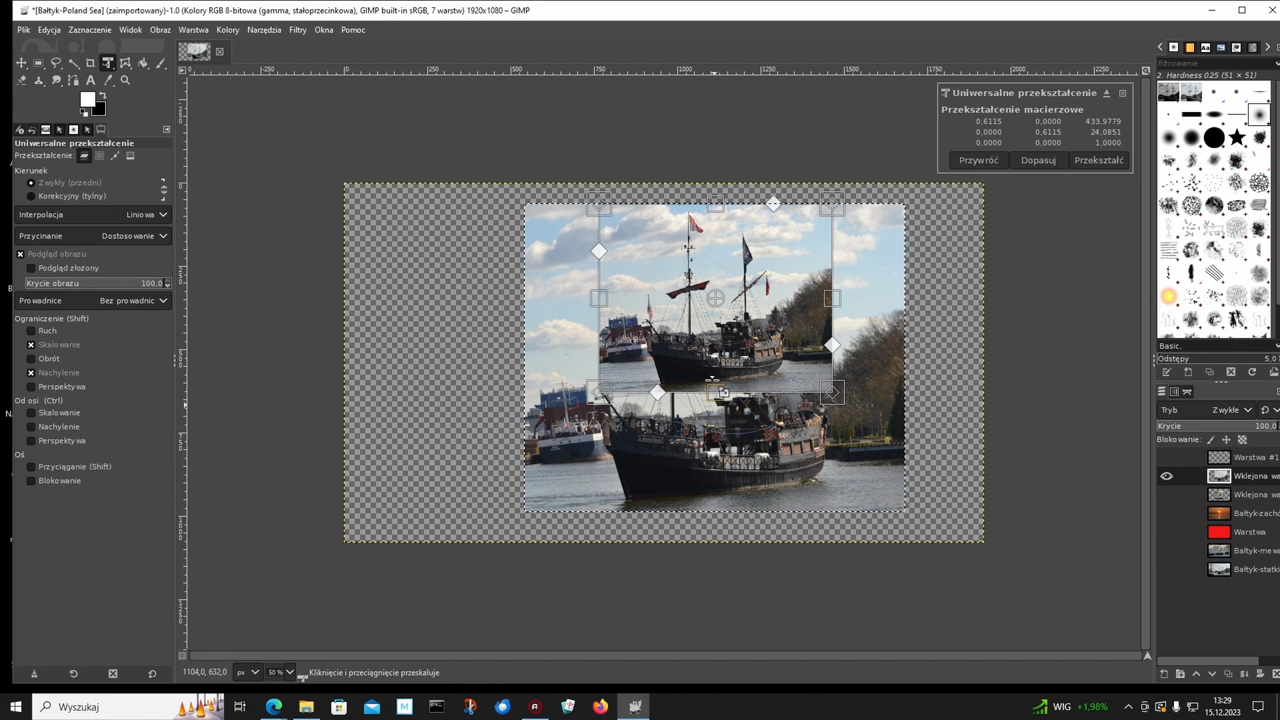 *[Bałtyk-Poland Sea] (zaimportowany)-1.0 (Kolory RGB 8-bitowa (gamma, stałoprzecinkowa), GIMP built-in sRGB, 7 warstw) 1920x1080 – GIMP
Plik Edycja Zaznaczenie Widok Obraz Warstwa Kolory Narzędzia Filtry Okna Pomoc
filtrowanie
2. Hardness 025 (51 × 51)
Uniwersalne przekształcenie
Przekształcenie macierzowe
0,6115 0,0000 433,9779
0,0000 0,6115 24,0851
0,0000 0,0000 1,0000
Przywróć Dopasuj Przekształć
Uniwersalne przekształcenie
Przekształcenie:
Kierunek
Zwykły (przedni)
Korekcyjny (tylny)
Interpolacja Liniowa
Przycinanie Dostosowanie
Podgląd obrazu
Podgląd złożony
Krycie obrazu 100,0
Prowadnice Bez prowadnic
Ograniczenie (Shift)
Ruch
Skalowanie
Obrót
Nachylenie
Perspektywa
Od osi (Ctrl)
Skalowanie
Nachylenie
Perspektywa
Oś
Przyciąganie (Shift)
Blokowanie
Basic,
Odstępy 5,0
Tryb Zwykłe
Krycie 100,0
Blokowanie:
Warstwa #1
Wklejona wa
Wklejona wa
Bałtyk-zacho
Warstwa
Bałtyk-mewa
Bałtyk-statki
1104,0, 632,0 px 50 % Kliknięcie i przeciągnięcie przeskaluje
Wyszukaj
WIG +1,98%
13:29
15.12.2023